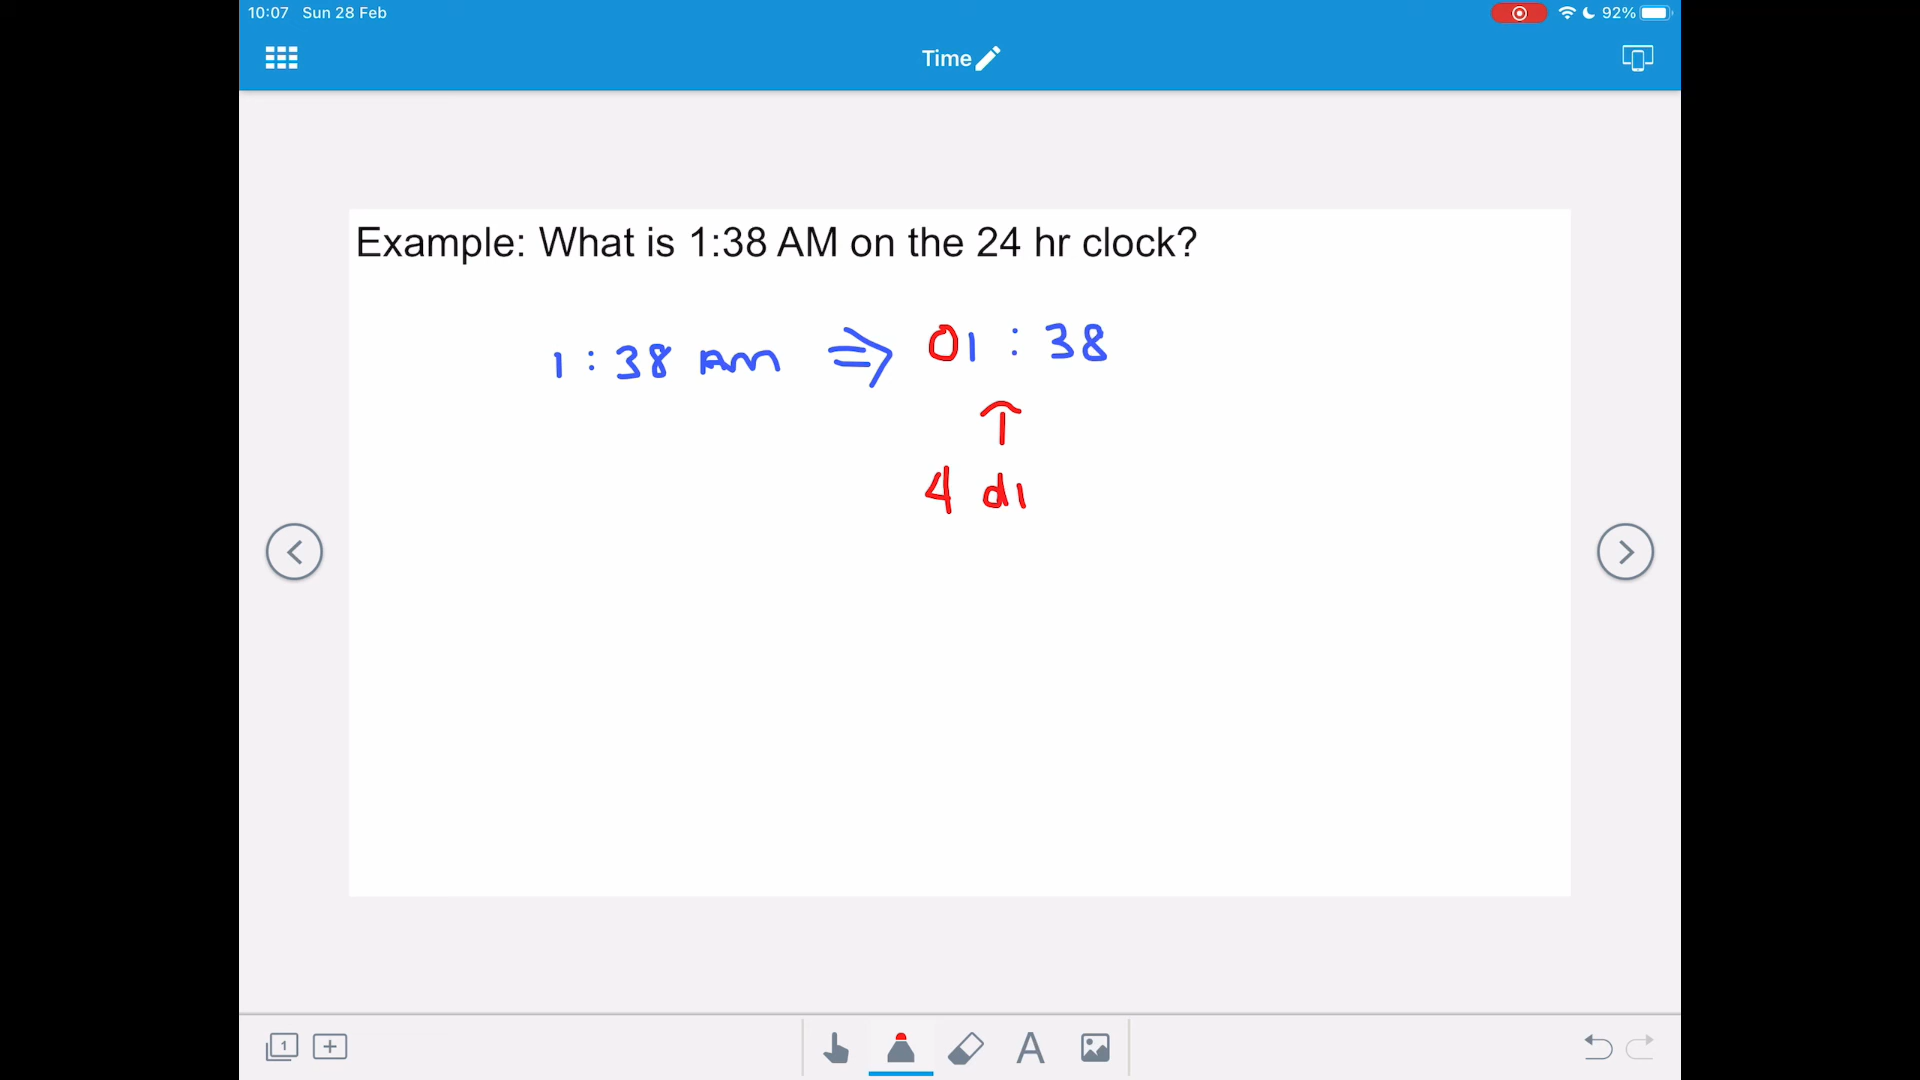 10:07 Sun 28 Feb
92%
Time
Example: What is 1:38 AM on the 24 hr clock?
1 : 38 Am ⇒ 01 : 38
↑
4 di
1
A